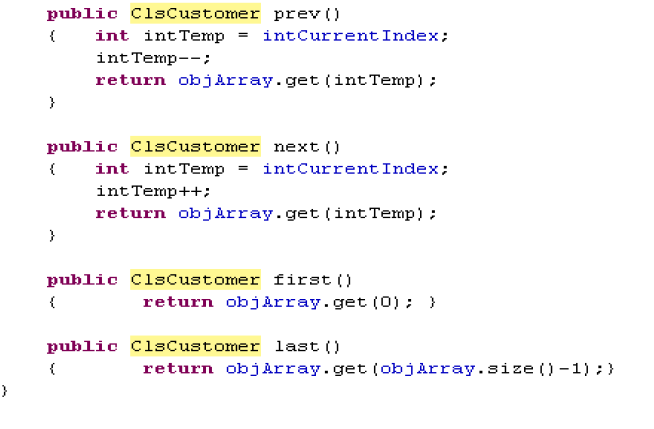 public ClsCustomer prev()
{ int intTemp = intCurrentIndex;
intTemp--;
return objArray.get(intTemp);
}
public ClsCustomer next()
{ int intTemp = intCurrentIndex;
intTemp++;
return objArray.get(intTemp);
}
public ClsCustomer first()
{ return objArray.get(0); }
public ClsCustomer last()
{ return objArray.get(objArray.size()-1);}
}